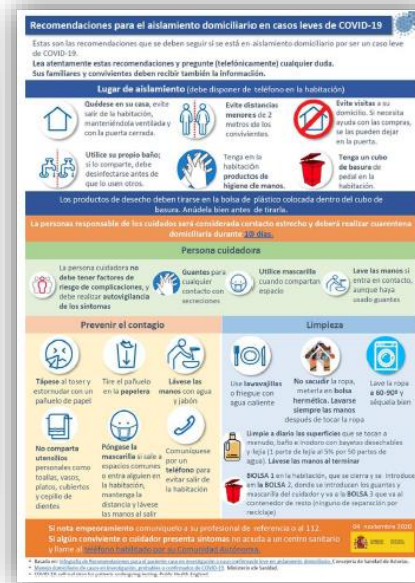 Recomendaciones para el aislamiento domiciliario en casos leves de COVID-19
Estas son las recomendaciones que se deben seguir si se está en aislamiento domiciliario por ser un caso leve
de COVID-19.
Lea atentamente estas recomendaciones y pregunte (telefónicamente) cualquier duda.
Sus familiares y convivientes deben recibir también la información.
Lugar de aislamiento (debe disponer de teléfono en la habitación)
Quédese en su casa, evite
salir de la habitación,
manteniéndola ventilada y
con la puerta cerrada.
Evite distancias
menores de 2
metros de los
convivientes.
Evite visitas a su
domicilio. Si necesita
ayuda con las compras,
se las pueden dejar
en la puerta.
Utilice su propio baño;
si lo comparte, debe
desinfectarse antes
de que lo usen otros.
Tenga en la
habitación
productos de
higiene de manos.
Tenga un cubo
de basura de
pedal en la
habitación.
Los productos de desecho deben tirarse en la bolsa de plástico colocada dentro del cubo de
basura. Anúdela bien antes de tirarla.
La personas responsable de los cuidados será considerada contacto estrecho y deberá realizar cuarentena
domiciliaria durante 10 días.
Persona cuidadora
La persona cuidadora no
debe tener factores de
riesgo de complicaciones, y
debe realizar autovigilancia
de los síntomas
Guantes para
cualquier
contacto con
secreciones
Utilice mascarilla
cuando compartan
espacio
Lave las manos si
entra en contacto,
aunque haya
usado guantes
Prevenir el contagio
Tápese al toser y
estornudar con un
pañuelo de papel
Tire el pañuelo
en la papelera
Lávese las
manos con agua
y jabón
No comparta
utensilios
personales como
toallas, vasos,
platos, cubiertos
y cepillo de
dientes
Póngase la
mascarilla si sale a
espacios comunes
o entra alguien en
la habitación,
mantenga la
distancia y lávese
las manos al salir
Comuníquese
por un
teléfono para
evitar salir de
la habitación
Limpieza
Use lavavajillas
o friegue con
agua caliente
No sacudir la ropa,
meterla en bolsa
hermética. Lavarse
siempre las manos
después de tocar la ropa
Lave la ropa
a 60-90º y
séquela bien
Limpie a diario las superficies que se tocan a
menudo, baño e inodoro con bayetas desechables
y lejía (1 parte de lejía al 5% por 50 partes de
agua). Lávese las manos al terminar
BOLSA 1 en la habitación, que se cierra y se introduce
en la BOLSA 2, donde se introducen los guantes y
mascarilla del cuidador y va a la BOLSA 3 que va al
contenedor de resto (ninguno de separación por
reciclaje)
Si nota empeoramiento comuníquelo a su profesional de referencia o al 112.
Si algún conviviente o cuidador presenta síntomas no acuda a un centro sanitario
y llame al teléfono habilitado por su Comunidad Autónoma.
04 noviembre 2020